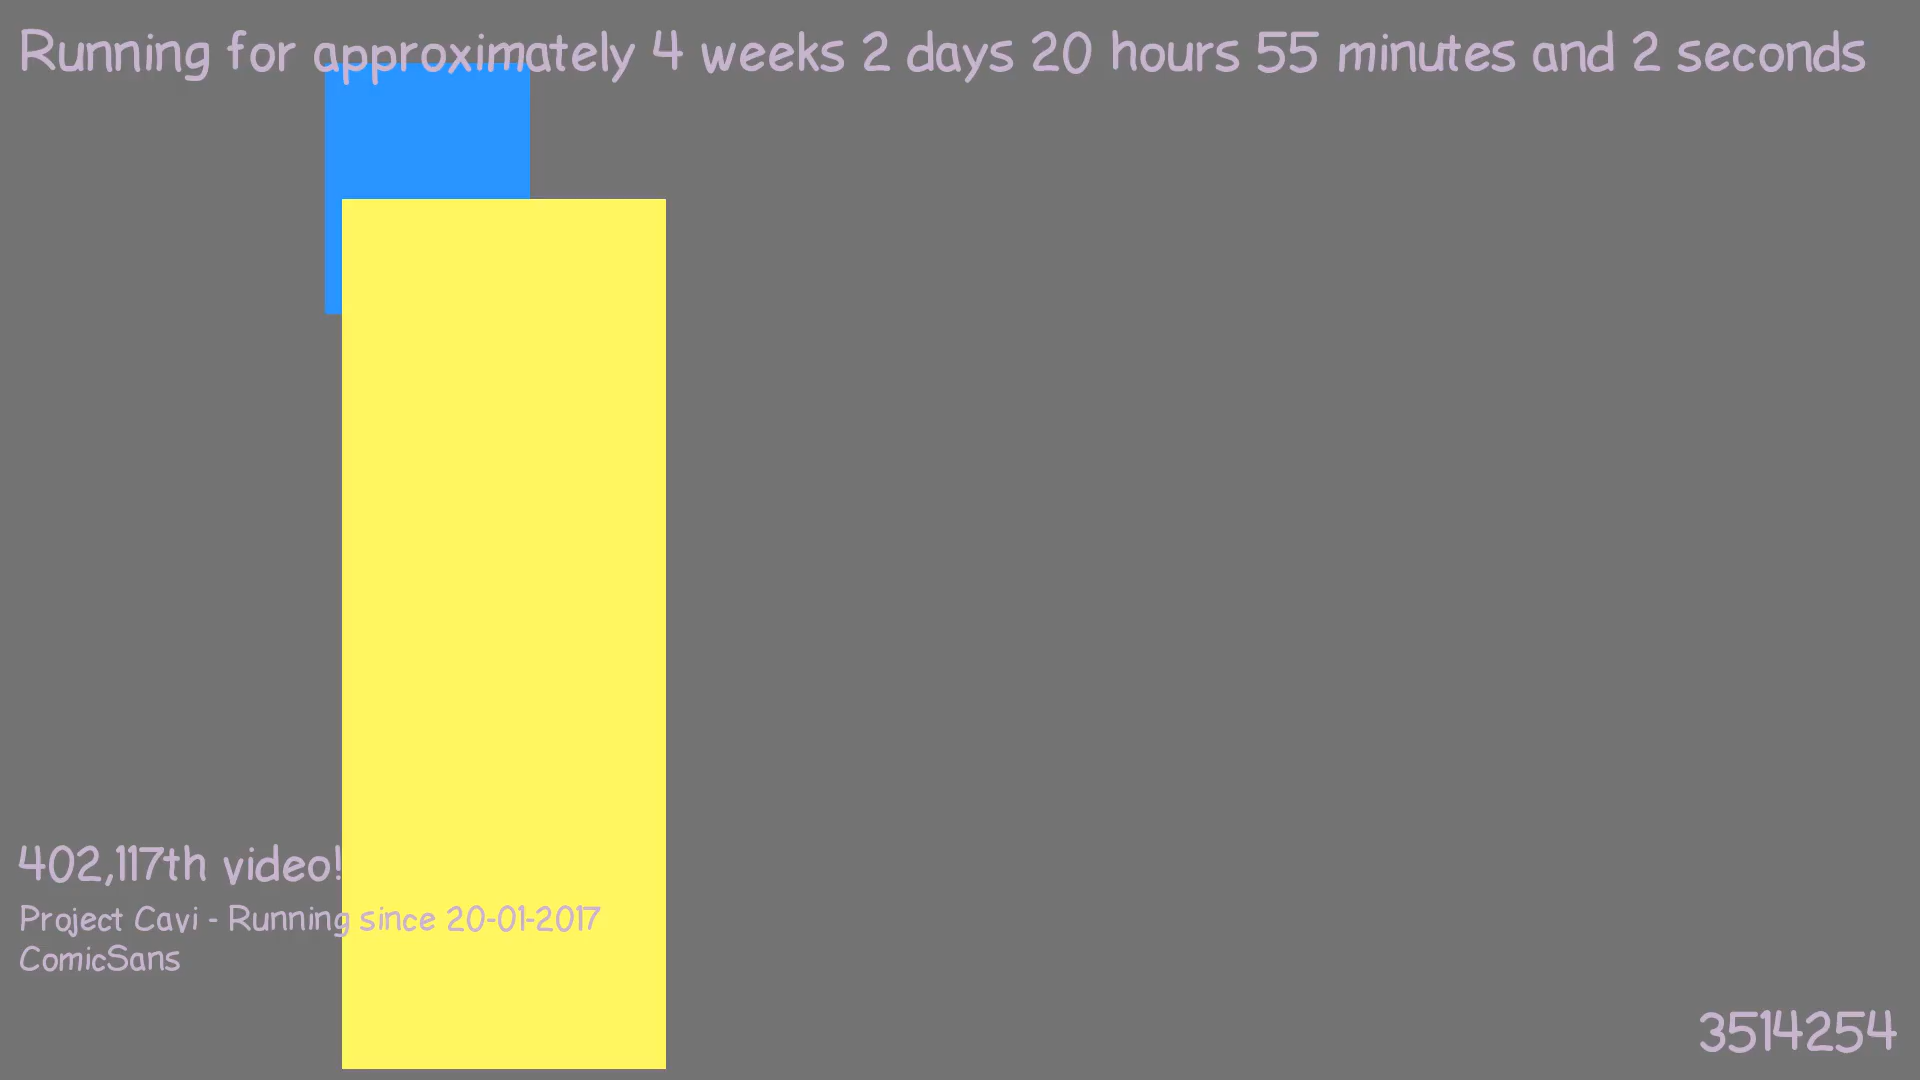 Running for approximately 4 weeks 2 days 20 hours 55 minutes and 2 seconds
402,117th video!
Project Cavi - Running since 20-01-2017
ComicSans
3514254